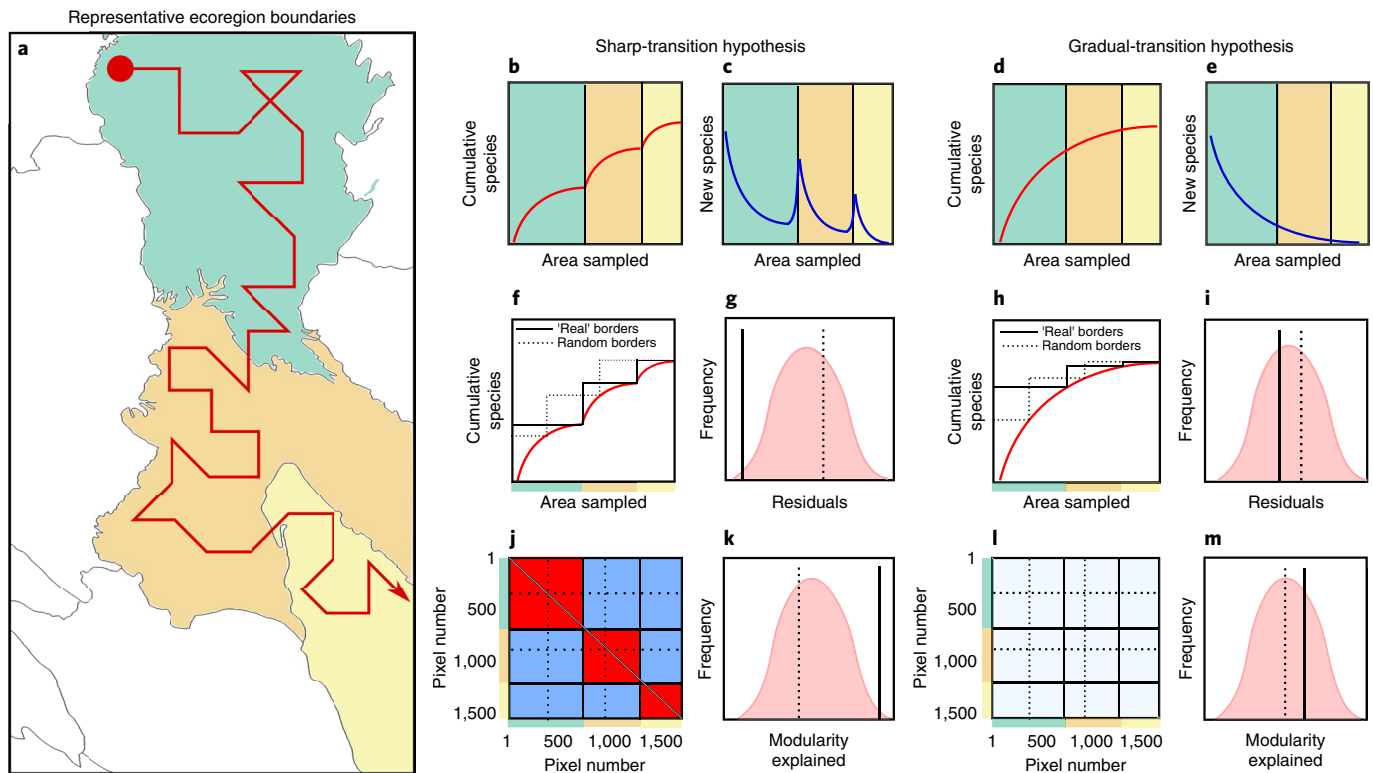 Representative ecoregion boundaries
a
Sharp-transition hypothesis
Gradual-transition hypothesis
b
Cumulative
species
Area sampled
c
New species
Area sampled
d
Cumulative
species
Area sampled
e
New species
Area sampled
f
'Real' borders
Random borders
Cumulative
species
Area sampled
g
Frequency
Residuals
h
'Real' borders
Random borders
Cumulative
species
Area sampled
i
Frequency
Residuals
j
1
500
1,000
1,500
Pixel number
1 500 1,000 1,500
Pixel number
k
Frequency
Modularity
explained
l
1
500
1,000
1,500
Pixel number
1 500 1,000 1,500
Pixel number
m
Frequency
Modularity
explained